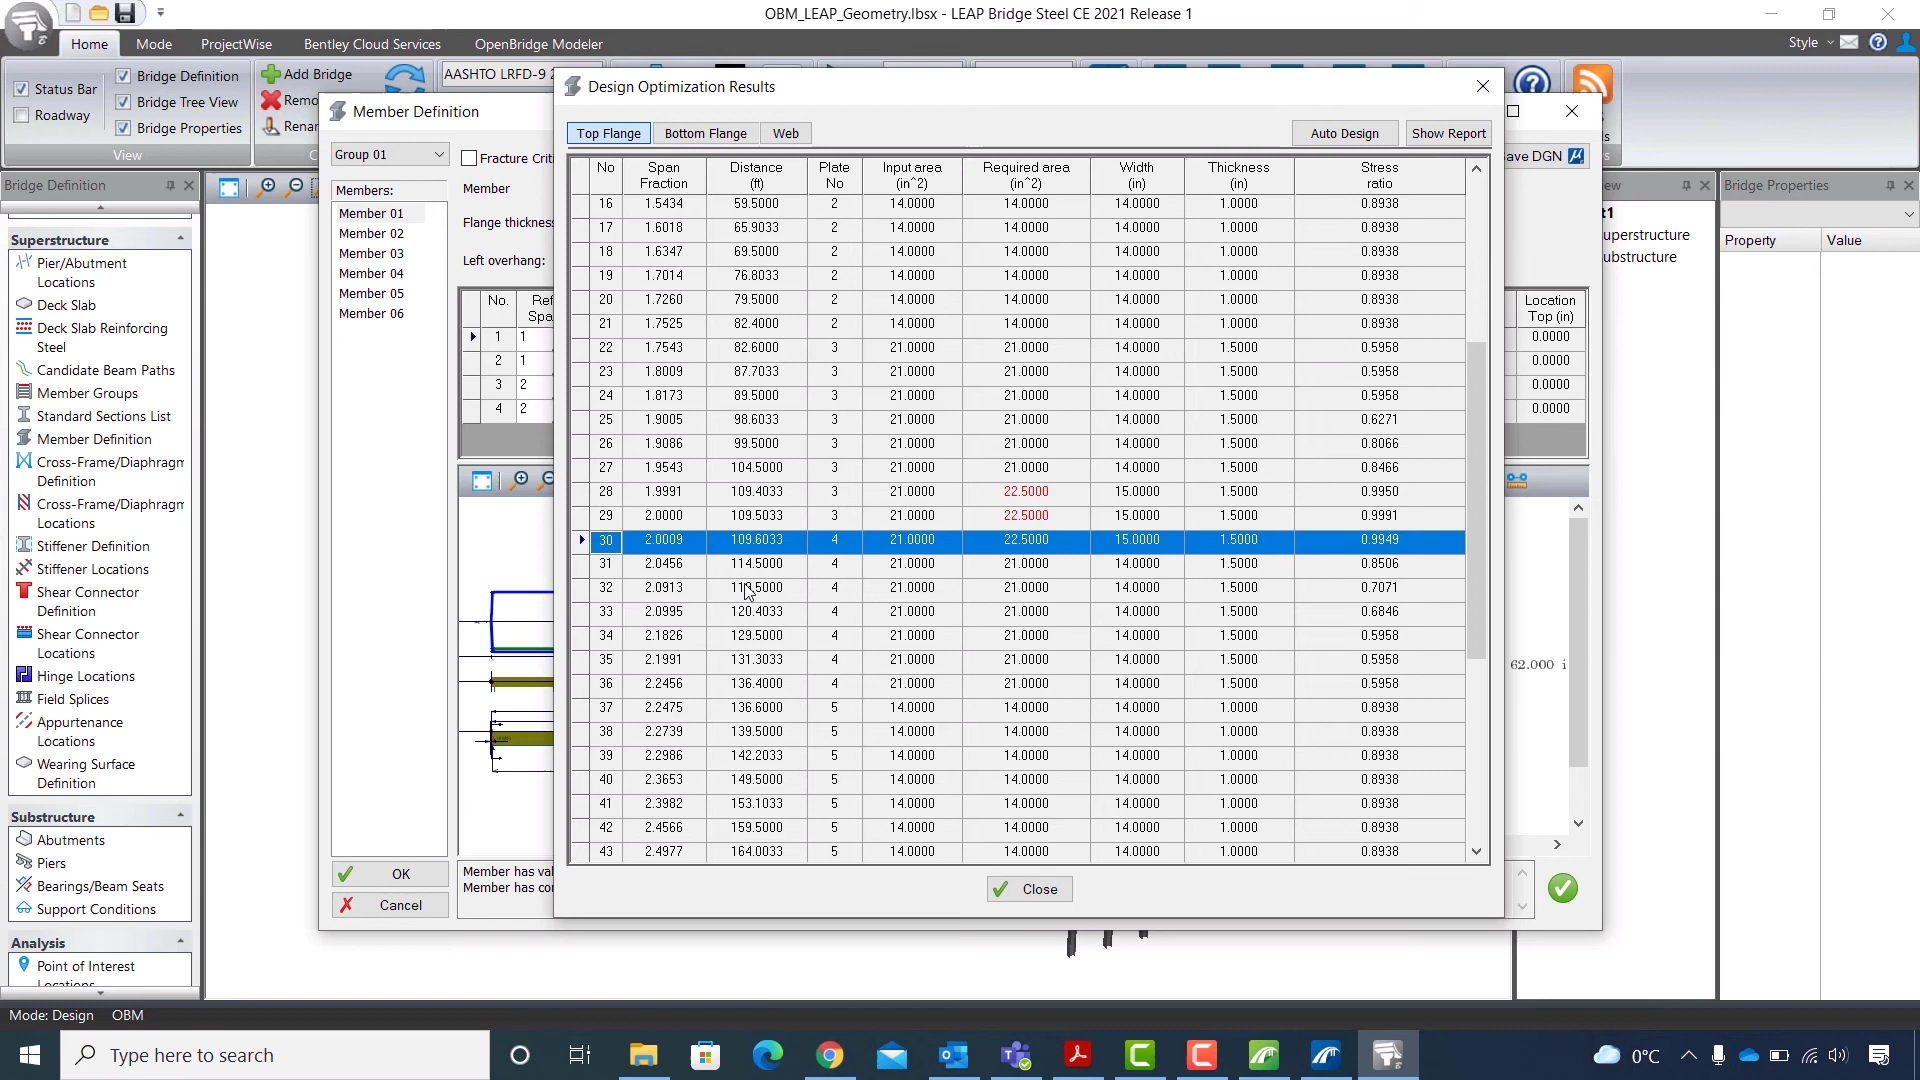 OBM_LEAP_Geometry.lbsx - LEAP Bridge Steel CE 2021 Release 1
Home Mode ProjectWise Bentley Cloud Services OpenBridge Modeler Style
Status Bar Bridge Definition Add Bridge AASHTO LRFD-9 2
Roadway Bridge Tree View Remo
Bridge Properties Renar
View
Design Optimization Results
Member Definition
Top Flange Bottom Flange Web Auto Design Show Report
Group 01 Fracture Criti
ave DGN
Bridge Definition
Members: Member
Member 01
Member 02
Member 03
Member 04
Member 05
Member 06
Flange thickness
Left overhang:
No. Ref Spa
1 1
2 1
3 2
4 2
Location
Top (in)
0.0000
0.0000
0.0000
0.0000
No Span Fraction Distance (ft) Plate No Input area (in^2) Required area (in^2) Width (in) Thickness (in) Stress ratio
16 1.5434 59.5000 2 14.0000 14.0000 14.0000 1.0000 0.8938
17 1.6018 65.9033 2 14.0000 14.0000 14.0000 1.0000 0.8938
18 1.6347 69.5000 2 14.0000 14.0000 14.0000 1.0000 0.8938
19 1.7014 76.8033 2 14.0000 14.0000 14.0000 1.0000 0.8938
20 1.7260 79.5000 2 14.0000 14.0000 14.0000 1.0000 0.8938
21 1.7525 82.4000 2 14.0000 14.0000 14.0000 1.0000 0.8938
22 1.7543 82.6000 3 21.0000 21.0000 14.0000 1.5000 0.5958
23 1.8009 87.7033 3 21.0000 21.0000 14.0000 1.5000 0.5958
24 1.8173 89.5000 3 21.0000 21.0000 14.0000 1.5000 0.5958
25 1.9005 98.6033 3 21.0000 21.0000 14.0000 1.5000 0.6271
26 1.9086 99.5000 3 21.0000 21.0000 14.0000 1.5000 0.8066
27 1.9543 104.5000 3 21.0000 21.0000 14.0000 1.5000 0.8466
28 1.9991 109.4033 3 21.0000 22.5000 15.0000 1.5000 0.9950
29 2.0000 109.5033 3 21.0000 22.5000 15.0000 1.5000 0.9991
30 2.0009 109.6033 4 21.0000 22.5000 15.0000 1.5000 0.9949
31 2.0456 114.5000 4 21.0000 21.0000 14.0000 1.5000 0.8506
32 2.0913 4 21.0000 21.0000 14.0000 1.5000 0.7071
33 2.0995 120.4033 4 21.0000 21.0000 14.0000 1.5000 0.6846
34 2.1826 129.5000 4 21.0000 21.0000 14.0000 1.5000 0.5958
35 2.1991 131.3033 4 21.0000 21.0000 14.0000 1.5000 0.5958
36 2.2456 136.4000 4 21.0000 21.0000 14.0000 1.5000 0.5958
37 2.2475 136.6000 5 14.0000 14.0000 14.0000 1.0000 0.8938
38 2.2739 139.5000 5 14.0000 14.0000 14.0000 1.0000 0.8938
39 2.2986 142.2033 5 14.0000 14.0000 14.0000 1.0000 0.8938
40 2.3653 149.5000 5 14.0000 14.0000 14.0000 1.0000 0.8938
41 2.3982 153.1033 5 14.0000 14.0000 14.0000 1.0000 0.8938
42 2.4566 159.5000 5 14.0000 14.0000 14.0000 1.0000 0.8938
43 2.4977 164.0033 5 14.0000 14.0000 14.0000 1.0000 0.8938
Close
OK
Cancel
Member has val
Member has cor
62.000 i
ew
t1
uperstructure
ubstructure
Bridge Properties
Property Value
Superstructure
Pier/Abutment
Locations
Deck Slab
Deck Slab Reinforcing
Steel
Candidate Beam Paths
Member Groups
Standard Sections List
Member Definition
Cross-Frame/Diaphragm
Definition
Cross-Frame/Diaphragm
Locations
Stiffener Definition
Stiffener Locations
Shear Connector
Definition
Shear Connector
Locations
Hinge Locations
Field Splices
Appurtenance
Locations
Wearing Surface
Definition
Substructure
Abutments
Piers
Bearings/Beam Seats
Support Conditions
Analysis
Point of Interest
Locations
Mode: Design OBM
Type here to search
0°C